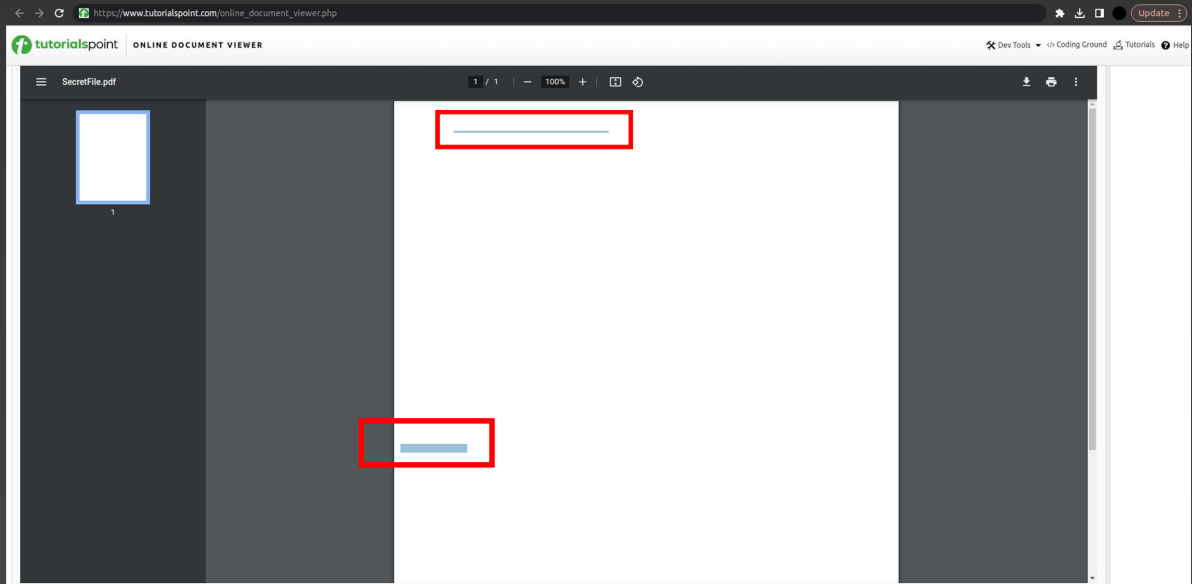 https://www.tutorialspoint.com/online_document_viewer.php
Update
tutorialspoint ONLINE DOCUMENT VIEWER
Dev Tools </> Coding Ground Tutorials Help
SecretFile.pdf 1 / 1 100%
1